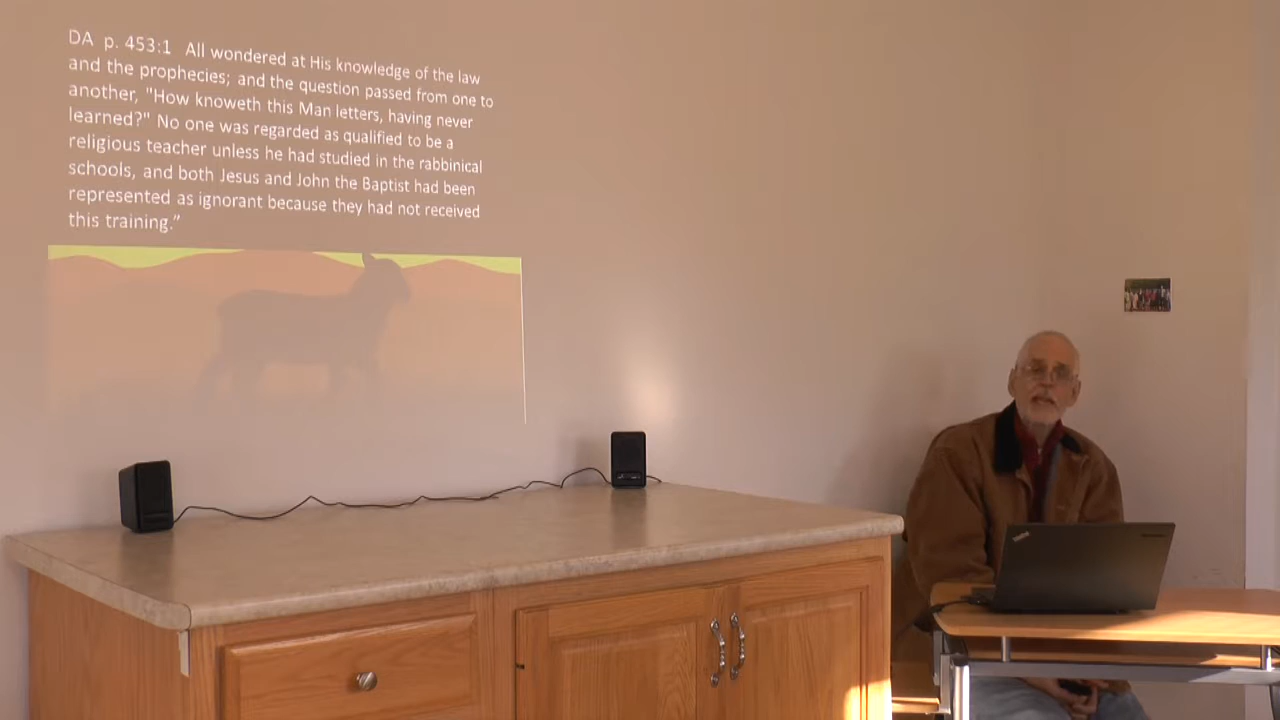 DA p. 453:1 All wondered at His knowledge of the law
and the prophecies; and the question passed from one to
another, "How knoweth this Man letters, having never
learned?" No one was regarded as qualified to be a
religious teacher unless he had studied in the rabbinical
schools, and both Jesus and John the Baptist had been
represented as ignorant because they had not received
this training.”